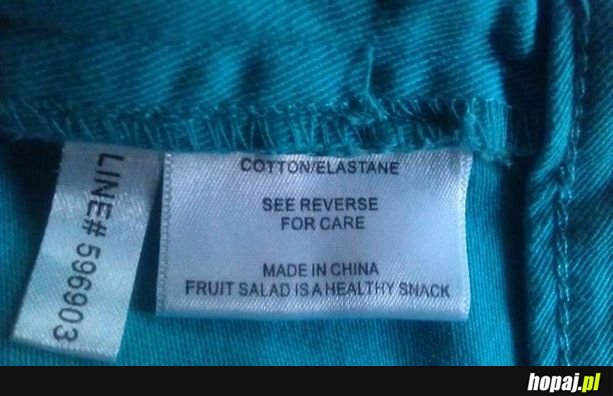 LINE# 596903
COTTON/ELASTANE
SEE REVERSE
FOR CARE
MADE IN CHINA
FRUIT SALAD IS A HEALTHY SNACK
hopaj.pl